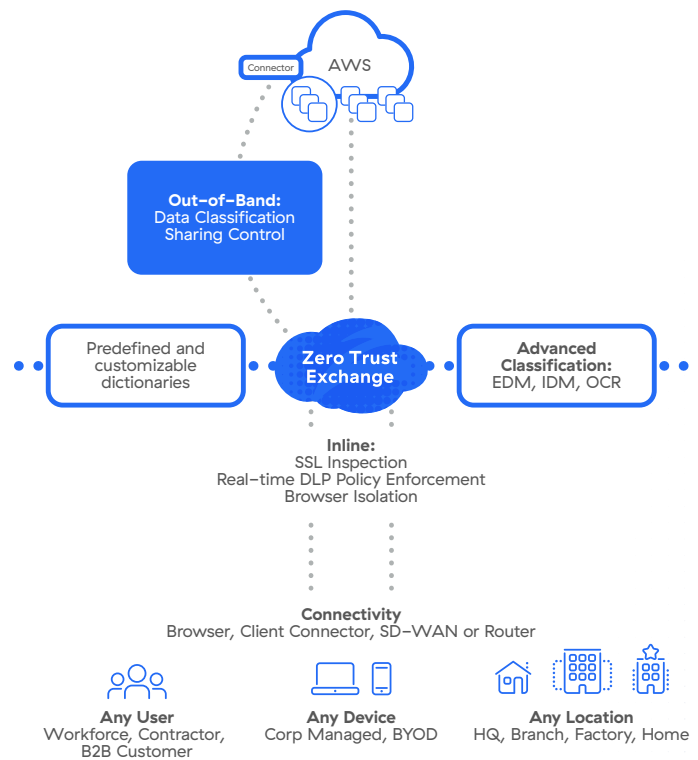 Connector
AWS
Out-of-Band:
Data Classification
Sharing Control
Predefined and
customizable
dictionaries
Zero Trust
Exchange
Advanced
Classification:
EDM, IDM, OCR
Inline:
SSL Inspection
Real-time DLP Policy Enforcement
Browser Isolation
Connectivity
Browser, Client Connector, SD-WAN or Router
Any User
Workforce, Contractor,
B2B Customer
Any Device
Corp Managed, BYOD
Any Location
HQ, Branch, Factory, Home